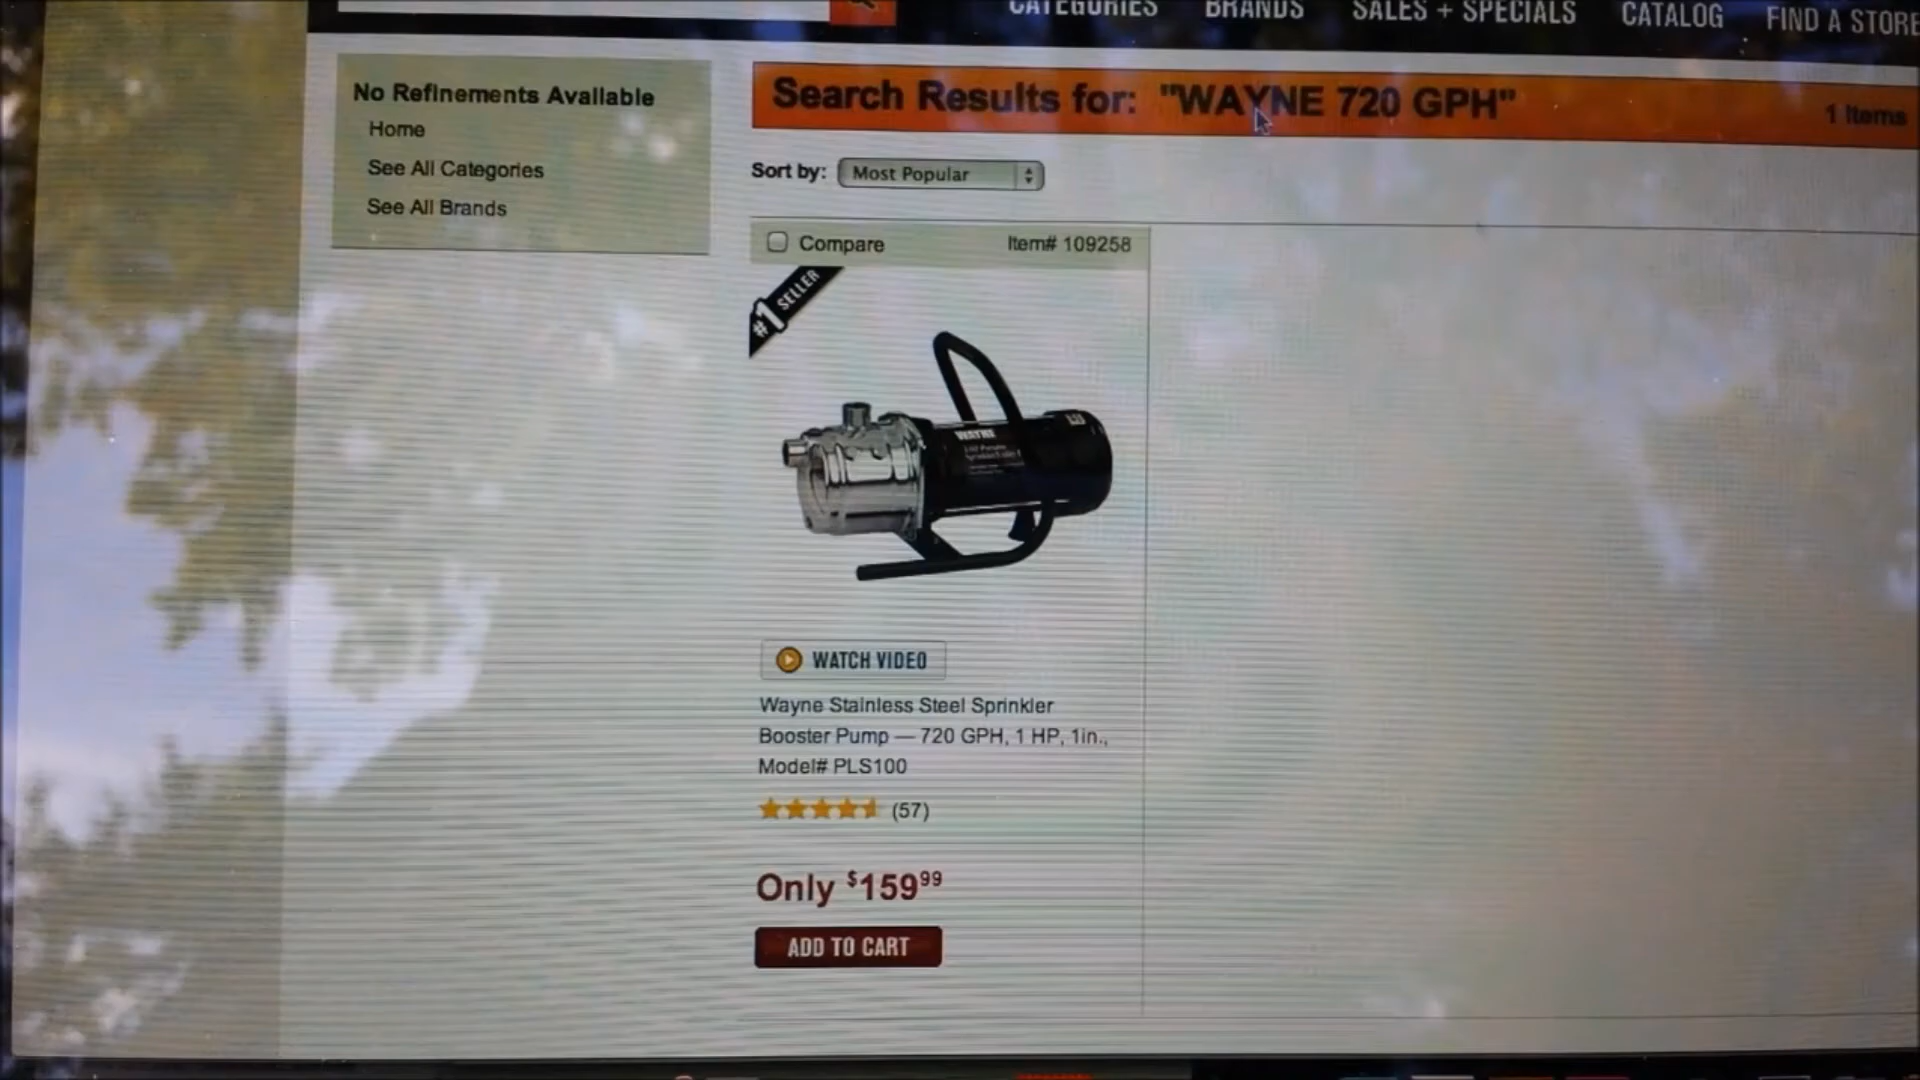 CATEGORIES BRANDS SALES + SPECIALS CATALOG FIND A STORE
No Refinements Available
Home
See All Categories
See All Brands
Search Results for: "WAYNE 720 GPH"
1 Items
Sort by: Most Popular
Compare Item# 109258
#1 SELLER
WAYNE
WATCH VIDEO
Wayne Stainless Steel Sprinkler
Booster Pump — 720 GPH, 1 HP, 1in.,
Model# PLS100
(57)
Only $159⁹⁹
ADD TO CART